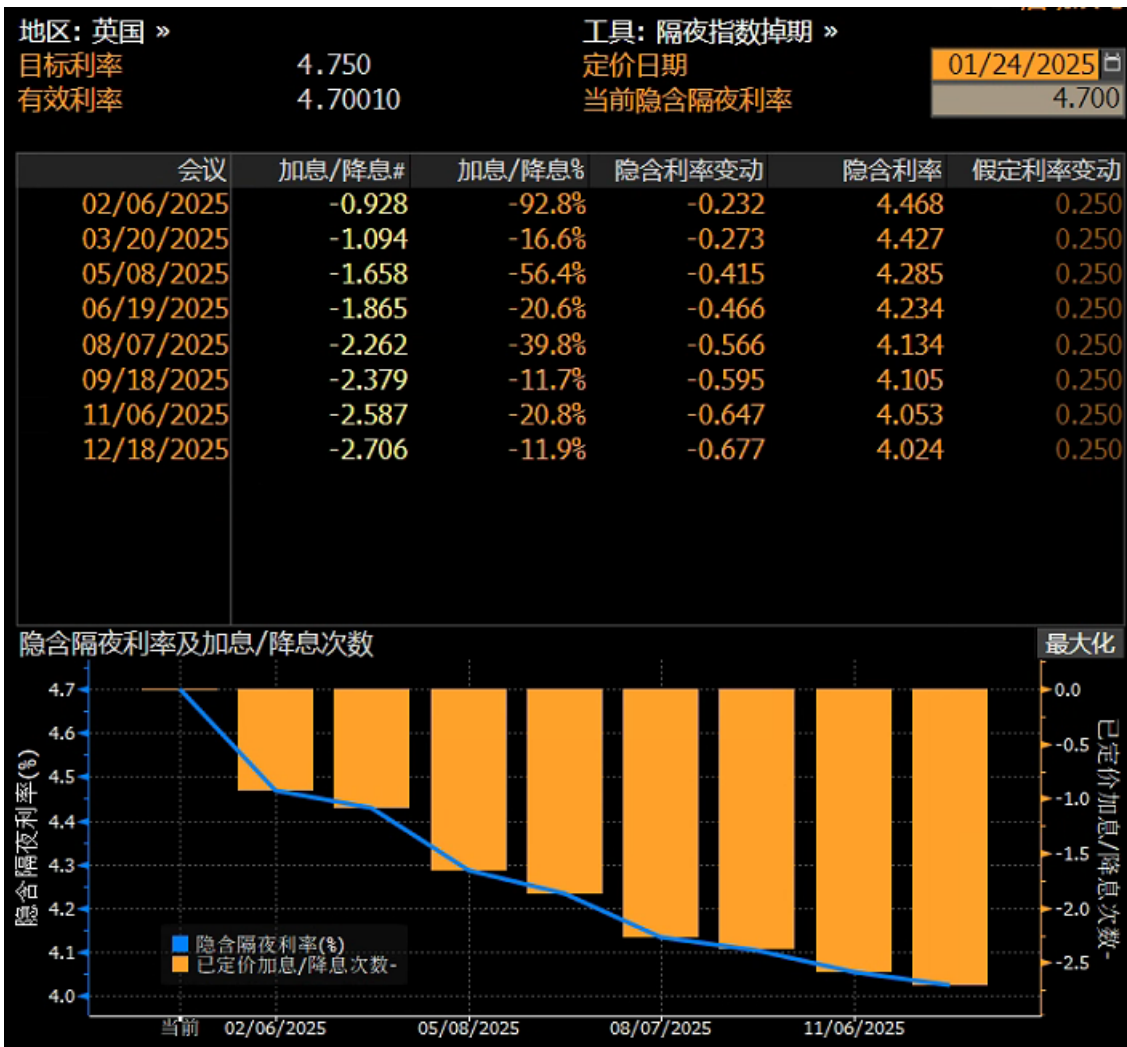 地区: 英国 » 工具: 隔夜指数掉期 »
目标利率 4.750 定价日期 01/24/2025
有效利率 4.70010 当前隐含隔夜利率 4.700
会议 加息/降息# 加息/降息% 隐含利率变动 隐含利率 假定利率变动
02/06/2025 -0.928 -92.8% -0.232 4.468 0.250
03/20/2025 -1.094 -16.6% -0.273 4.427 0.250
05/08/2025 -1.658 -56.4% -0.415 4.285 0.250
06/19/2025 -1.865 -20.6% -0.466 4.234 0.250
08/07/2025 -2.262 -39.8% -0.566 4.134 0.250
09/18/2025 -2.379 -11.7% -0.595 4.105 0.250
11/06/2025 -2.587 -20.8% -0.647 4.053 0.250
12/18/2025 -2.706 -11.9% -0.677 4.024 0.250
隐含隔夜利率及加息/降息次数 最大化
隐含隔夜利率(%)
4.7
4.6
4.5
4.4
4.3
4.2
4.1
4.0
隐含隔夜利率(%)
已定价加息/降息次数-
0.0
-0.5
-1.0
-1.5
-2.0
-2.5
已定价加息/降息次数-
当前 02/06/2025 05/08/2025 08/07/2025 11/06/2025